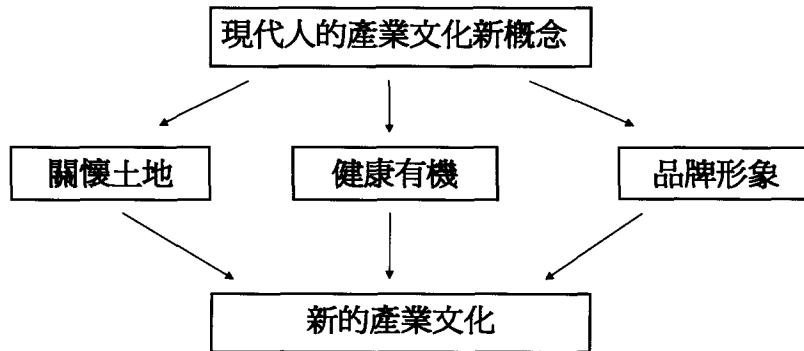 現代人的產業文化新概念
關懷土地
健康有機
品牌形象
新的產業文化